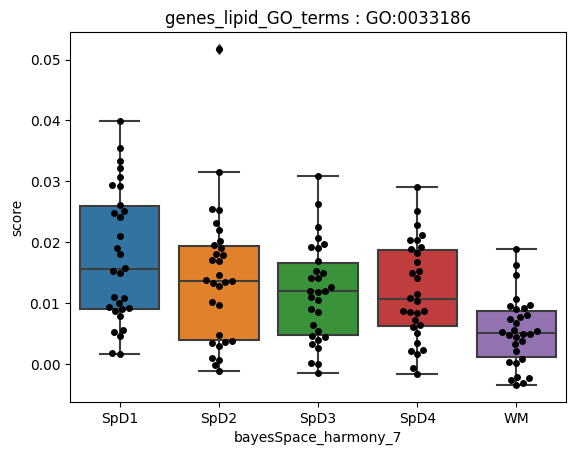 genes_lipid_GO_terms : GO:0033186
0.05
0.04
0.03
0.02
0.01
0.00
score
SpD1 SpD2 SpD3 SpD4 WM
bayesSpace_harmony_7